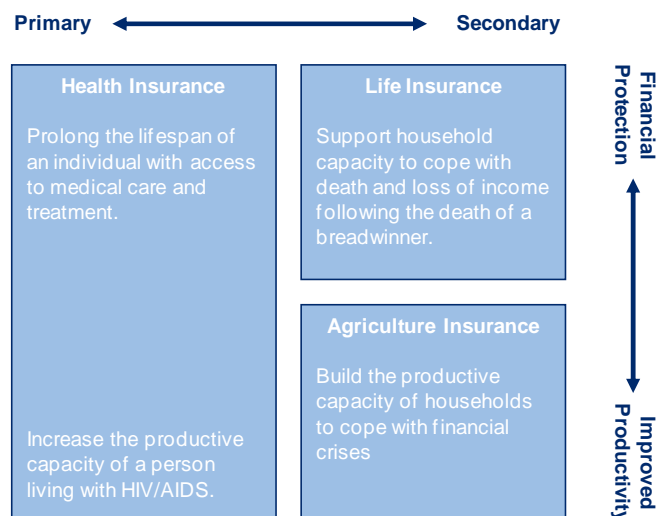 Primary
Secondary
Health Insurance
Prolong the lifespan of
an individual with access
to medical care and
treatment.
Increase the productive
capacity of a person
living with HIV/AIDS.
Life Insurance
Support household
capacity to cope with
death and loss of income
following the death of a
breadwinner.
Agriculture Insurance
Build the productive
capacity of households
to cope with financial
crises
Financial
Protection
Improved
Productivity